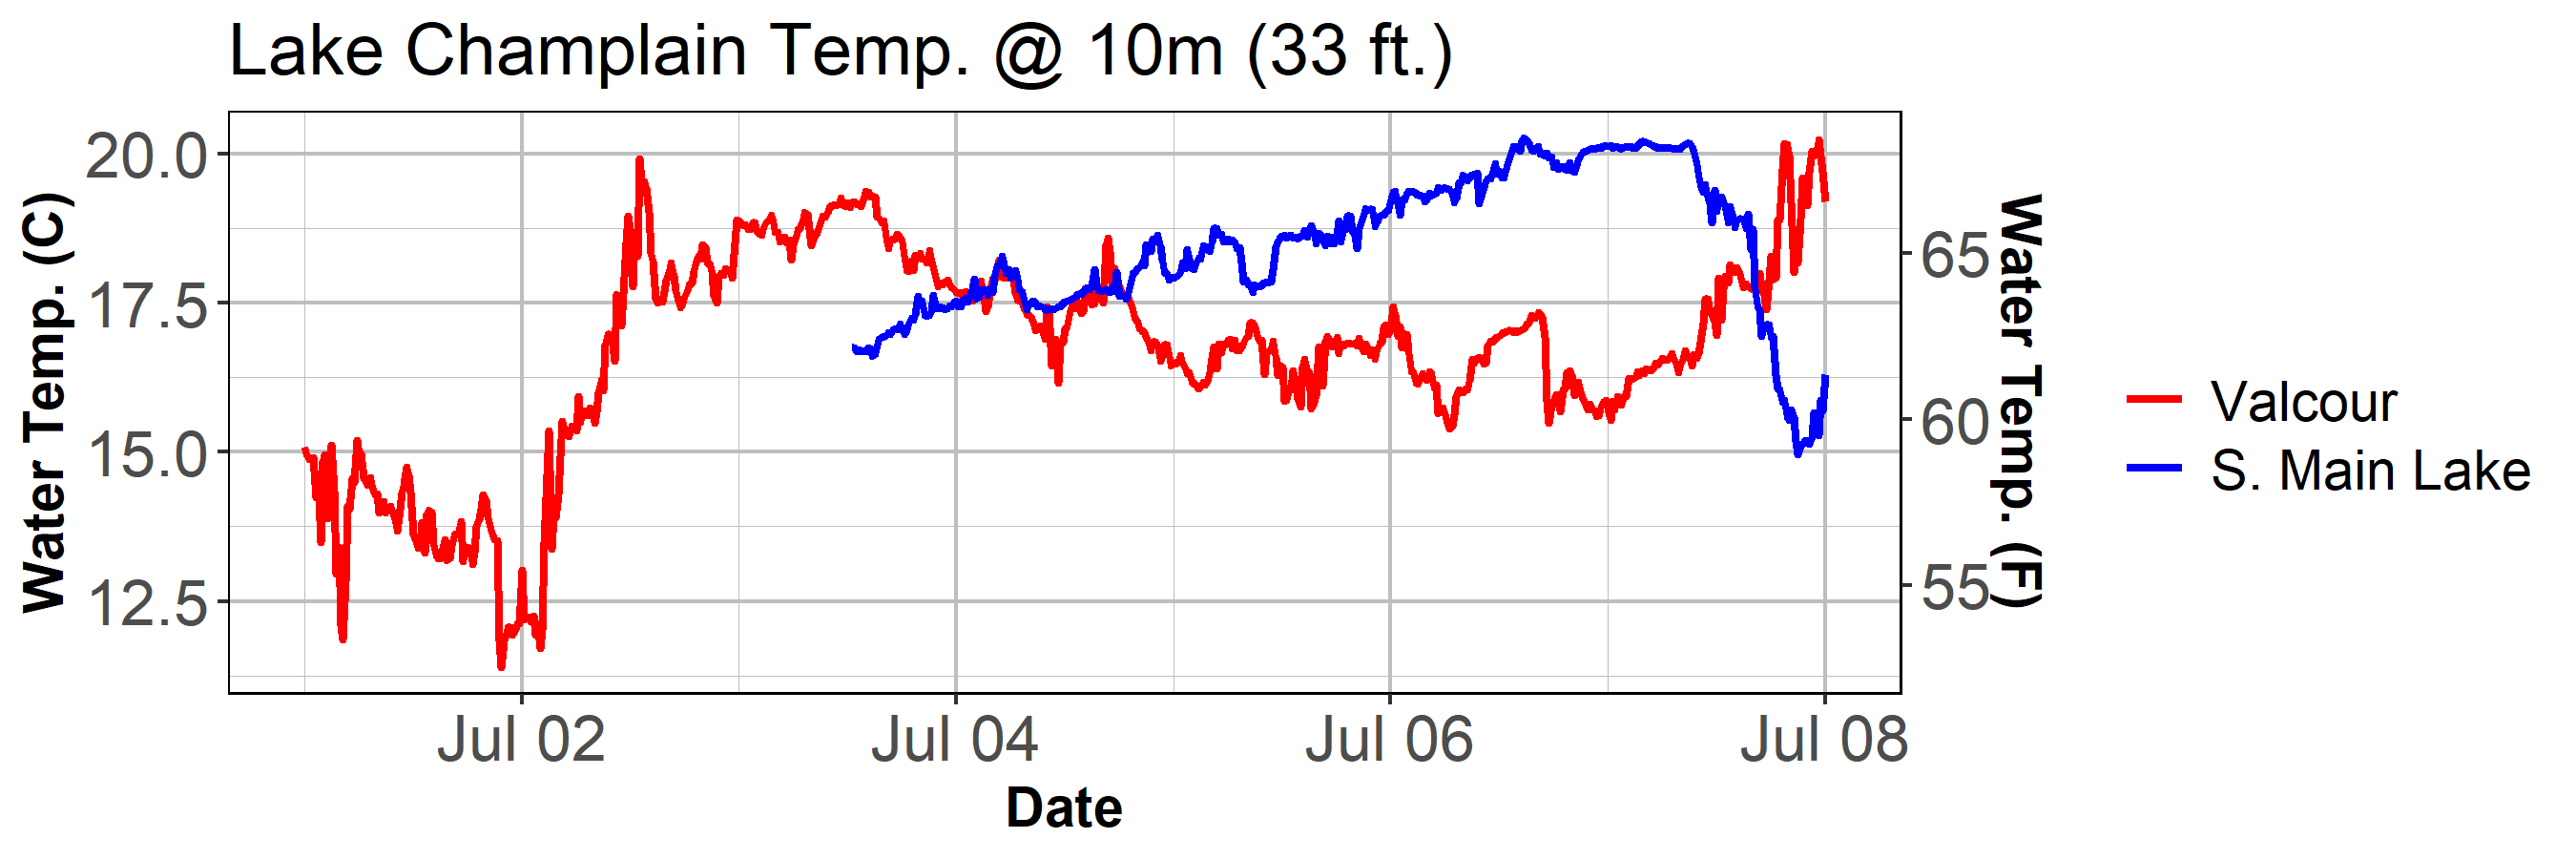 Lake Champlain Temp. @ 10m (33 ft.)
Water Temp. (C)
20.0
17.5
15.0
12.5
65
60
55
Water Temp. (F)
Jul 02
Jul 04
Jul 06
Jul 08
Date
Valcour
S. Main Lake